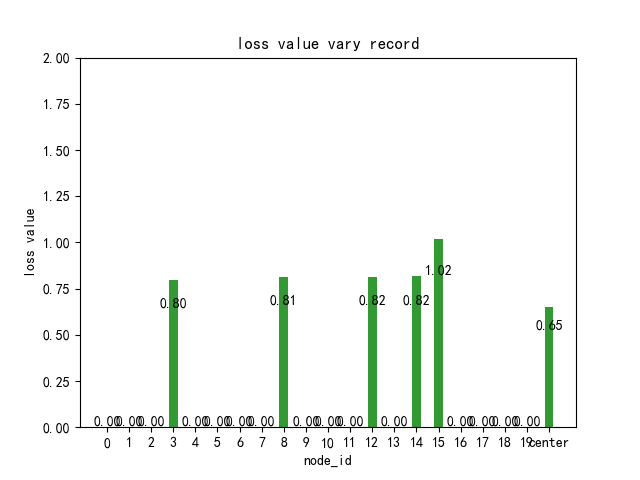 loss value vary record
2.00
1.75
1.50
1.25
1.00
0.75
0.50
0.25
0.00
loss value
0.00 0.00 0.00 0.80 0.00 0.00 0.00 0.00 0.81 0.00 0.00 0.00 0.82 0.00 0.82 1.02 0.00 0.00 0.00 0.00 0.65
0 1 2 3 4 5 6 7 8 9 10 11 12 13 14 15 16 17 18 19 center
node_id